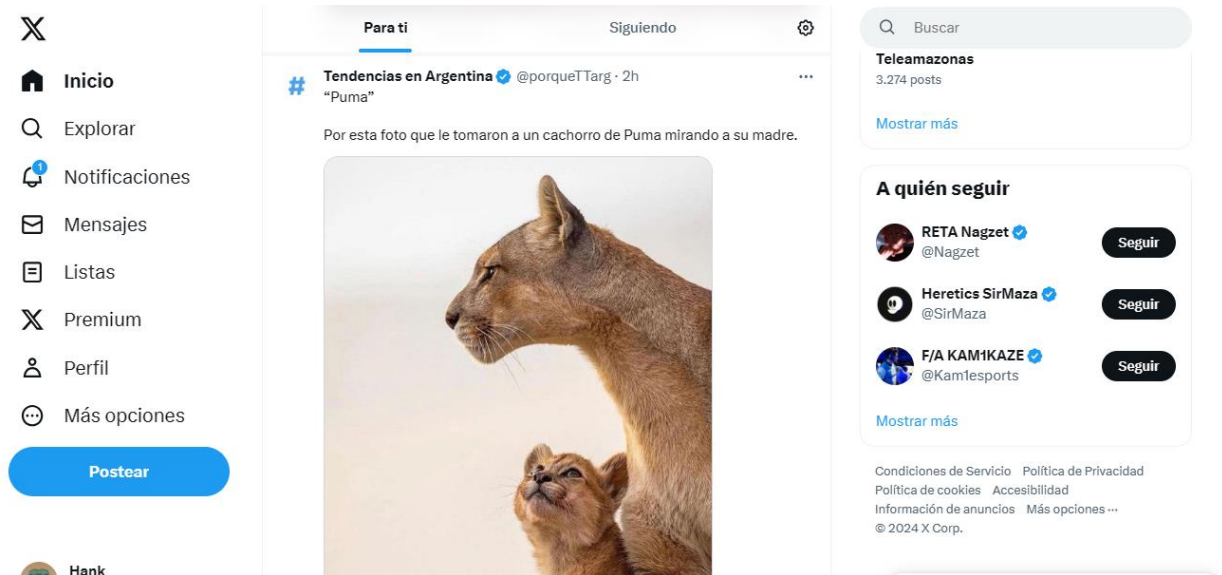 Inicio
Explorar
1
Notificaciones
Mensajes
Listas
Premium
Perfil
Más opciones
Postear
Hank
Para ti
Siguiendo
Tendencias en Argentina @porqueTTarg · 2h
“Puma”
Por esta foto que le tomaron a un cachorro de Puma mirando a su madre.
Buscar
Teleamazonas
3.274 posts
Mostrar más
A quién seguir
RETA Nagzet
@Nagzet
Seguir
Heretics SirMaza
@SirMaza
Seguir
F/A KAM1KAZE
@Kam1esports
Seguir
Mostrar más
Condiciones de Servicio Política de Privacidad
Política de cookies Accesibilidad
Información de anuncios Más opciones ···
© 2024 X Corp.